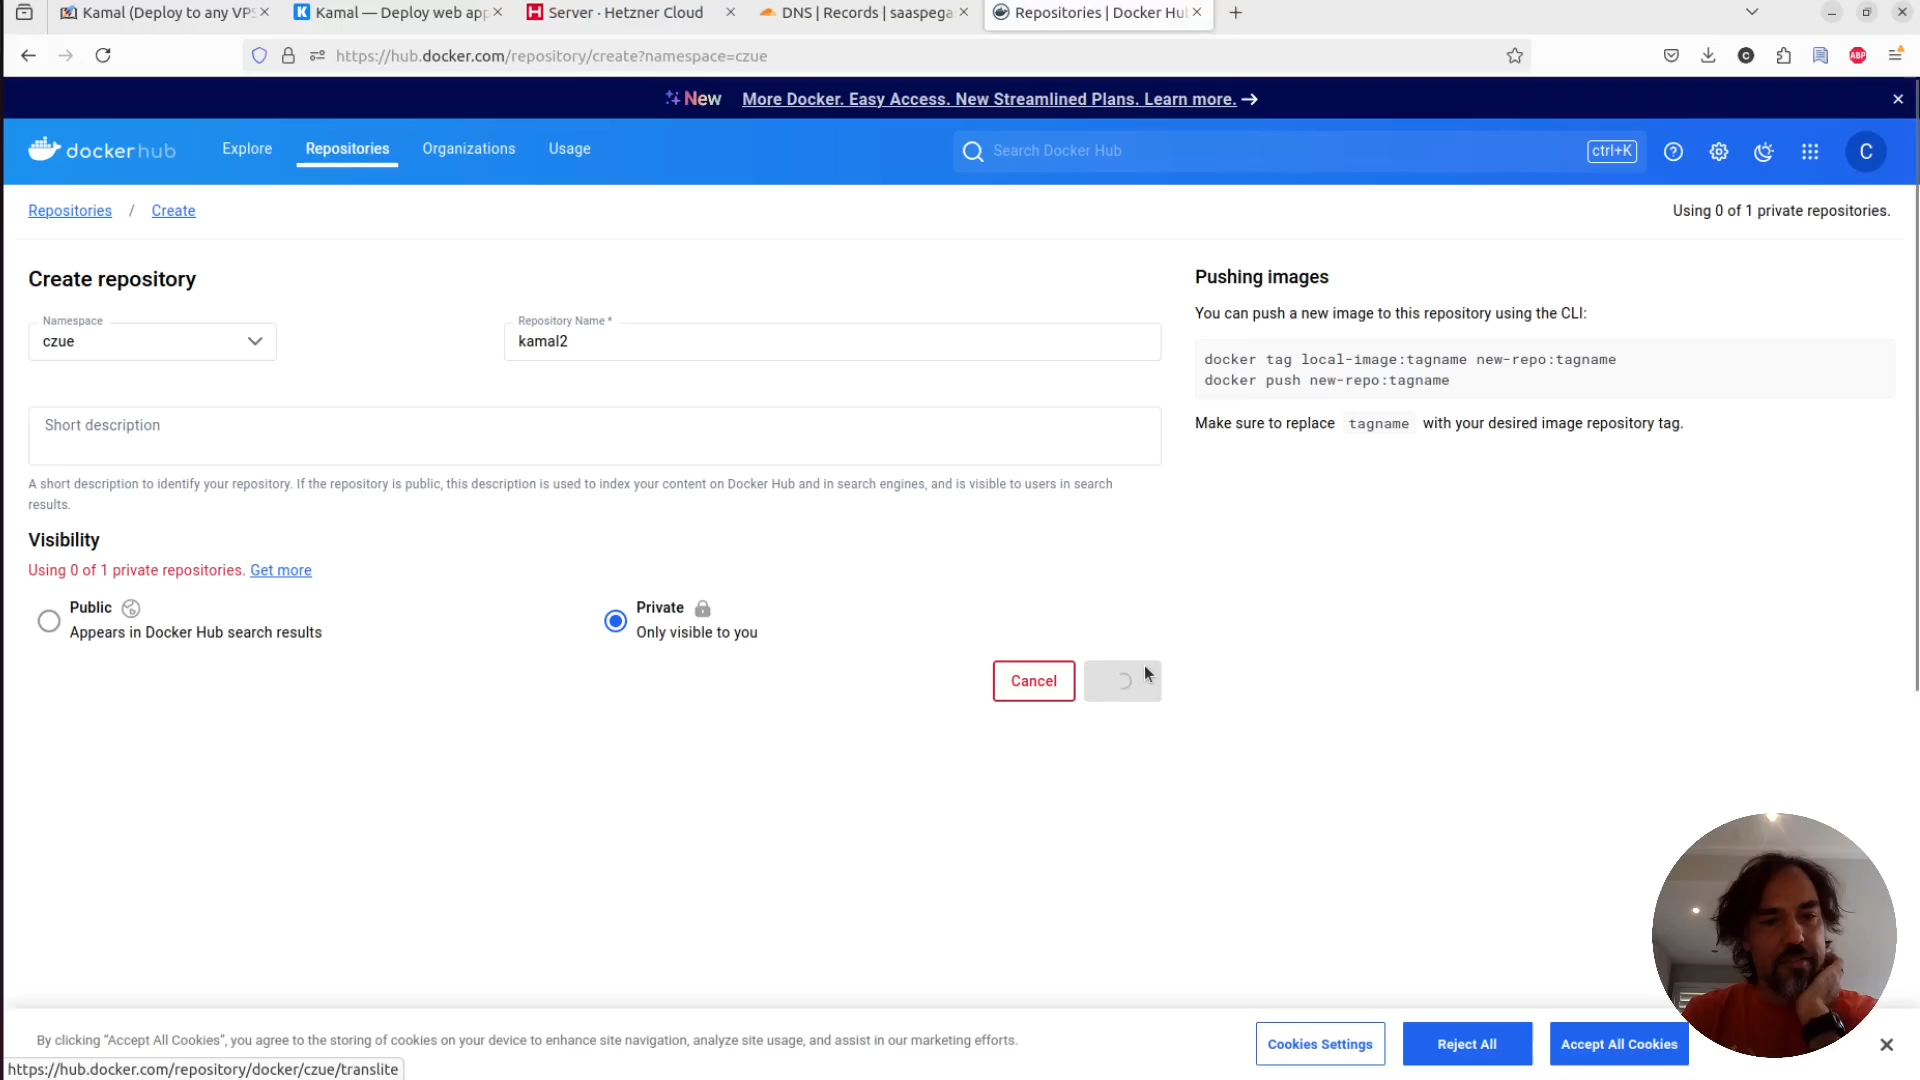 Kamal (Deploy to any VPS
Kamal — Deploy web app
Server · Hetzner Cloud
DNS | Records | saaspega
Repositories | Docker Hu
https://hub.docker.com/repository/create?namespace=czue
ABP
New
More Docker. Easy Access. New Streamlined Plans. Learn more. →
dockerhub
Explore
Repositories
Organizations
Usage
Search Docker Hub
ctrl+K
C
Repositories / Create
Using 0 of 1 private repositories.
Create repository
Namespace
czue
Repository Name *
kamal2
Short description
A short description to identify your repository. If the repository is public, this description is used to index your content on Docker Hub and in search engines, and is visible to users in search
results.
Visibility
Using 0 of 1 private repositories. Get more
Public
Appears in Docker Hub search results
Private
Only visible to you
Cancel
Pushing images
You can push a new image to this repository using the CLI:
docker tag local-image:tagname new-repo:tagname
docker push new-repo:tagname
Make sure to replace tagname with your desired image repository tag.
By clicking “Accept All Cookies”, you agree to the storing of cookies on your device to enhance site navigation, analyze site usage, and assist in our marketing efforts.
Cookies Settings
Reject All
Accept All Cookies
https://hub.docker.com/repository/docker/czue/translite